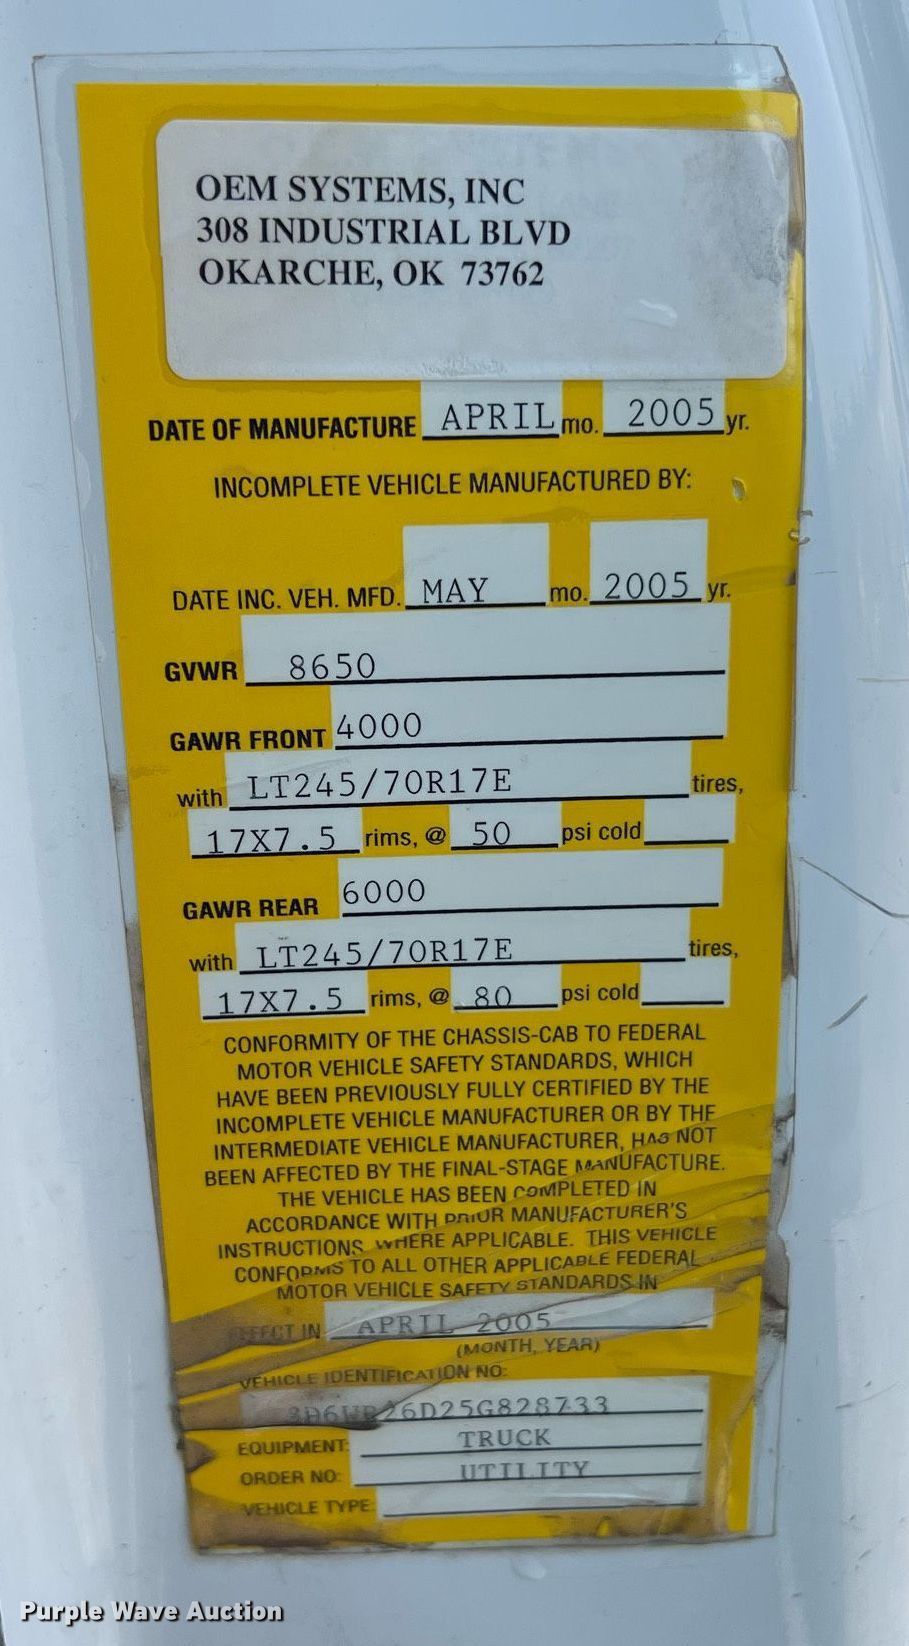 OEM SYSTEMS, INC
308 INDUSTRIAL BLVD
OKARCHE, OK 73762
DATE OF MANUFACTURE APRIL mo. 2005 yr.
INCOMPLETE VEHICLE MANUFACTURED BY:
DATE INC. VEH. MFD. MAY mo. 2005 yr.
GVWR 8650
GAWR FRONT 4000
with LT245/70R17E tires,
17X7.5 rims, @ 50 psi cold
GAWR REAR 6000
with LT245/70R17E tires,
17X7.5 rims, @ 80 psi cold
CONFORMITY OF THE CHASSIS-CAB TO FEDERAL
MOTOR VEHICLE SAFETY STANDARDS, WHICH
HAVE BEEN PREVIOUSLY FULLY CERTIFIED BY THE
INCOMPLETE VEHICLE MANUFACTURER OR BY THE
INTERMEDIATE VEHICLE MANUFACTURER, HAS NOT
BEEN AFFECTED BY THE FINAL-STAGE MANUFACTURE.
THE VEHICLE HAS BEEN COMPLETED IN
ACCORDANCE WITH PRIOR MANUFACTURER'S
INSTRUCTIONS WHERE APPLICABLE. THIS VEHICLE
CONFORMS TO ALL OTHER APPLICABLE FEDERAL
MOTOR VEHICLE SAFETY STANDARDS IN
EFFECT IN APRIL 2005
(MONTH, YEAR)
VEHICLE IDENTIFICATION NO:
EQUIPMENT: TRUCK
ORDER NO: UTILITY
VEHICLE TYPE:
Purple Wave Auction